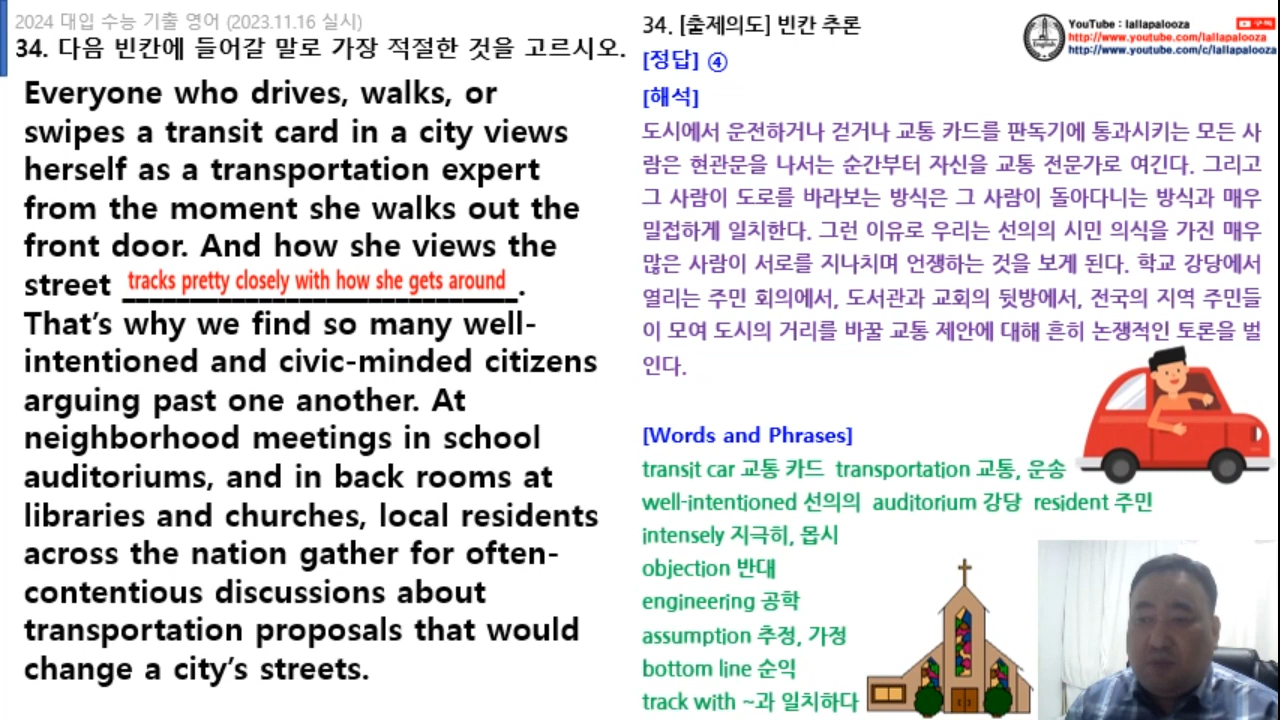 2024 대입 수능 기출 영어 (2023.11.16 실시)
34. 다음 빈칸에 들어갈 말로 가장 적절한 것을 고르시오.
Everyone who drives, walks, or
swipes a transit card in a city views
herself as a transportation expert
from the moment she walks out the
front door. And how she views the
street tracks pretty closely with how she gets around.
That's why we find so many well-
intentioned and civic-minded citizens
arguing past one another. At
neighborhood meetings in school
auditoriums, and in back rooms at
libraries and churches, local residents
across the nation gather for often-
contentious discussions about
transportation proposals that would
change a city's streets.
34. [출제의도] 빈칸 추론
[정답] ④
[해석]
도시에서 운전하거나 걷거나 교통 카드를 판독기에 통과시키는 모든 사
람은 현관문을 나서는 순간부터 자신을 교통 전문가로 여긴다. 그리고
그 사람이 도로를 바라보는 방식은 그 사람이 돌아다니는 방식과 매우
밀접하게 일치한다. 그런 이유로 우리는 선의의 시민 의식을 가진 매우
많은 사람이 서로를 지나치며 언쟁하는 것을 보게 된다. 학교 강당에서
열리는 주민 회의에서, 도서관과 교회의 뒷방에서, 전국의 지역 주민들
이 모여 도시의 거리를 바꿀 교통 제안에 대해 흔히 논쟁적인 토론을 벌
인다.
[Words and Phrases]
transit car 교통 카드 transportation 교통, 운송
well-intentioned 선의의 auditorium 강당 resident 주민
intensely 지극히, 몹시
objection 반대
engineering 공학
assumption 추정, 가정
bottom line 순익
track with ~과 일치하다
YouTube : lallapalooza
구독
http://www.youtube.com/lallapalooza
http://www.youtube.com/c/lallapalooza
English